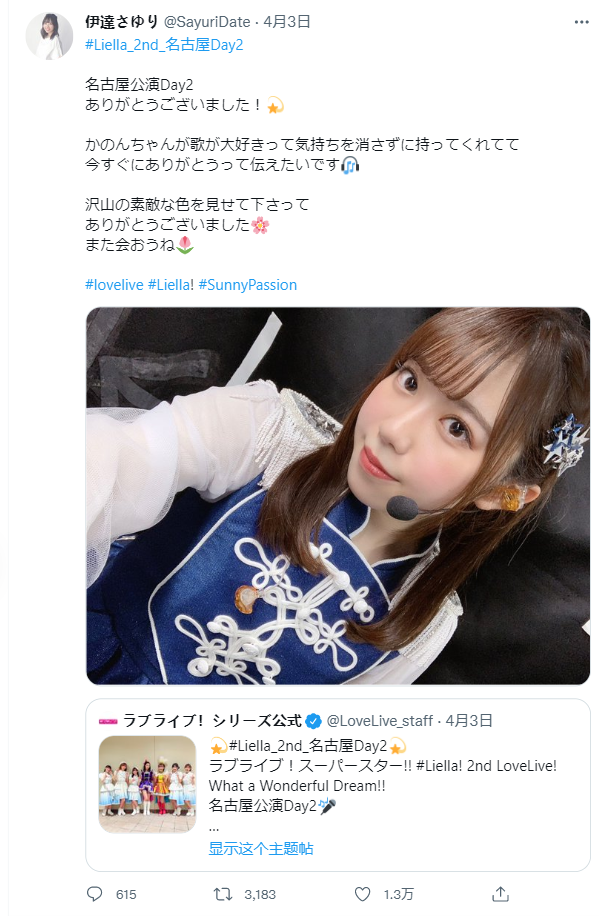 伊達さゆり @SayuriDate · 4月3日
#Liella_2nd_名古屋Day2
名古屋公演Day2
ありがとうございました！💫
かのんちゃんが歌が大好きって気持ちを消さずに持ってくれてて
今すぐにありがとうって伝えたいです🎧
沢山の素敵な色を見せて下さって
ありがとうございました🌸
また会おうね🌷
#lovelive #Liella! #SunnyPassion
ラブライブ！シリーズ公式 @LoveLive_staff · 4月3日
💫#Liella_2nd_名古屋Day2💫
ラブライブ！スーパースター!! #Liella! 2nd LoveLive!
What a Wonderful Dream!!
名古屋公演Day2🎤
...
显示这个主题帖
615 3,183 1.3万